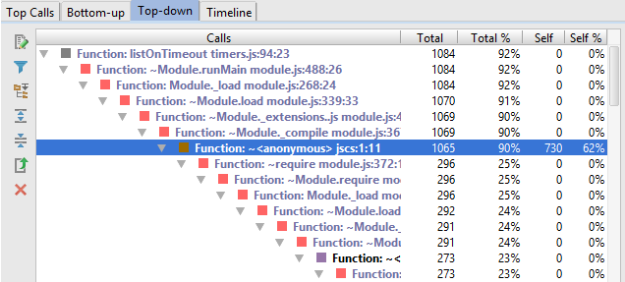 Top Calls Bottom-up Top-down Timeline
Calls Total Total % Self Self %
Function: listOnTimeout timers.js:94:23 1084 92% 0 0%
Function: ~Module.runMain module.js:488:26 1084 92% 0 0%
Function: Module._load module.js:268:24 1084 92% 0 0%
Function: ~Module.load module.js:339:33 1070 91% 0 0%
Function: ~Module._extensions..js module.js:4 1069 90% 0 0%
Function: ~Module._compile module.js:36 1069 90% 0 0%
Function: ~<anonymous> jscs:1:11 1065 90% 730 62%
Function: ~require module.js:372:1 296 25% 0 0%
Function: ~Module.require mo 296 25% 0 0%
Function: Module._load mo 296 25% 0 0%
Function: ~Module.load 292 24% 0 0%
Function: ~Module._ 291 24% 0 0%
Function: ~Modu 291 24% 0 0%
Function: ~< 273 23% 0 0%
Function: 273 23% 0 0%